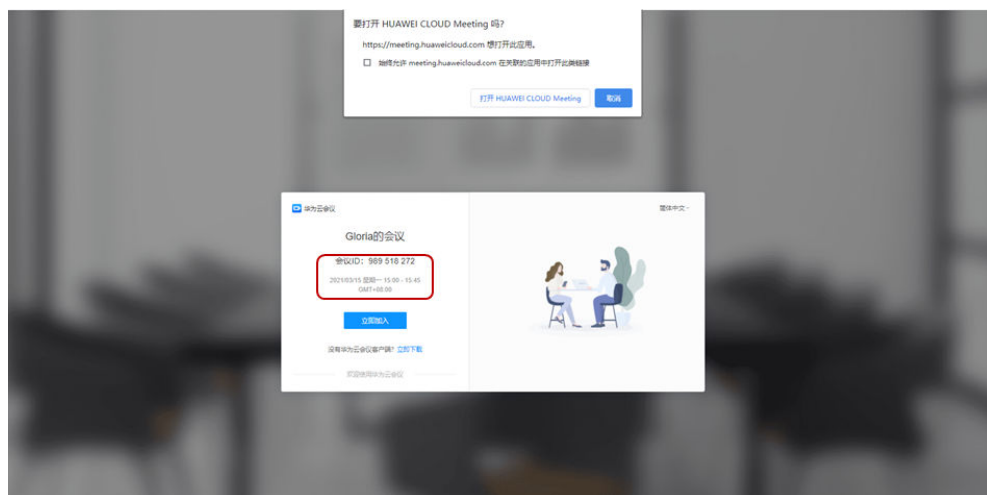 要打开 HUAWEI CLOUD Meeting 吗?
https://meeting.huaweicloud.com 想打开此应用。
始终允许 meeting.huaweicloud.com 在关联的应用中打开此类链接
打开 HUAWEI CLOUD Meeting
取消
华为云会议
简体中文
Gloria的会议
会议ID：989 518 272
2021/03/15 星期一 15:00 - 15:45
GMT+08:00
立即加入
没有华为云会议客户端? 立即下载
欢迎使用华为云会议